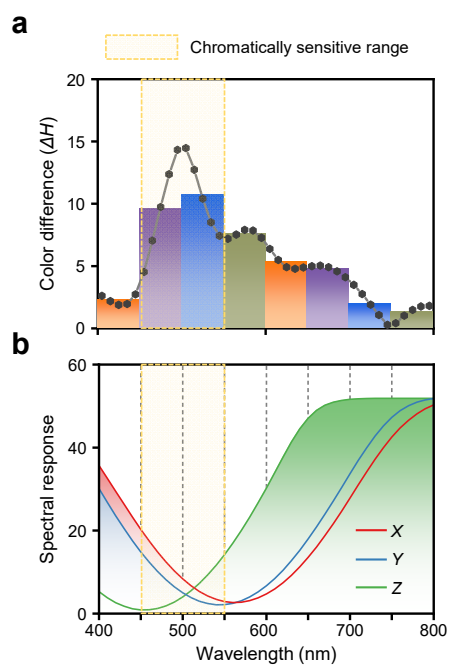 a
Chromatically sensitive range
20
15
10
5
0
Color difference (ΔH)
b
60
40
20
0
Spectral response
X
Y
Z
400 500 600 700 800
Wavelength (nm)